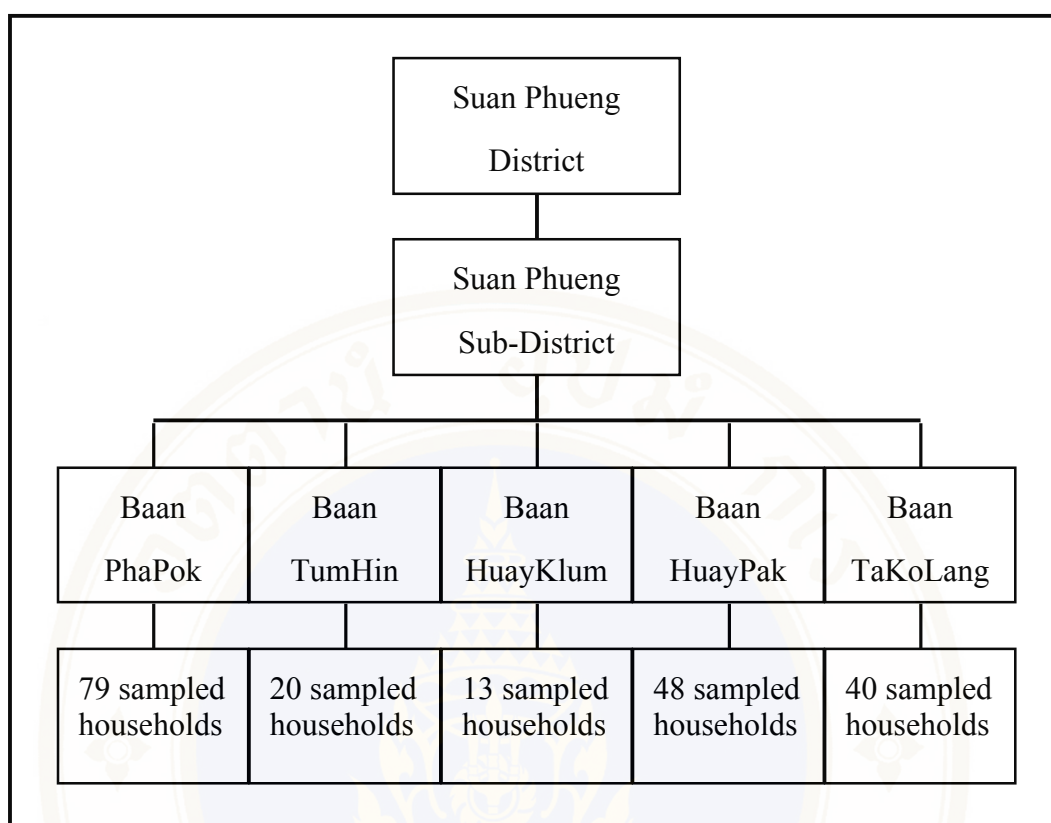 Suan Phueng
District
Suan Phueng
Sub-District
Baan
PhaPok
Baan
TumHin
Baan
HuayKlum
Baan
HuayPak
Baan
TaKoLang
79 sampled
households
20 sampled
households
13 sampled
households
48 sampled
households
40 sampled
households